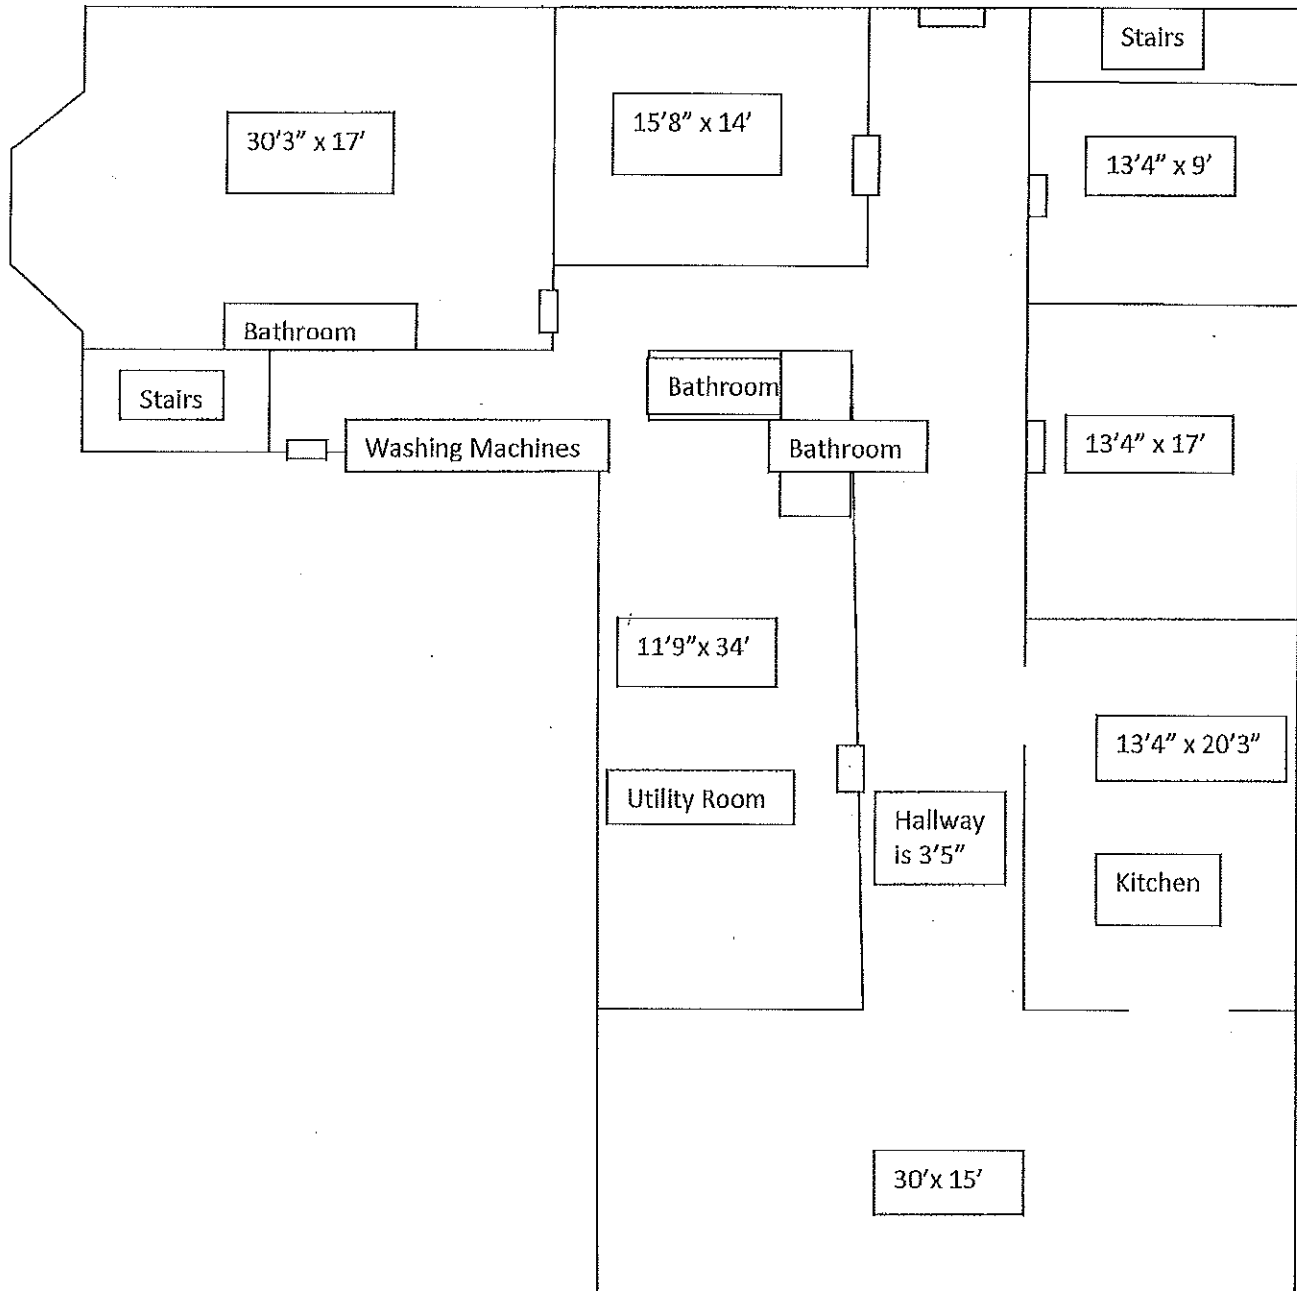 Stairs
30'3" x 17'
15'8" x 14'
13'4" x 9'
Bathroom
Bathroom
Stairs
Washing Machines
Bathroom
13'4" x 17'
11'9"x 34'
13'4" x 20'3"
Utility Room
Hallway
is 3'5"
Kitchen
30'x 15'